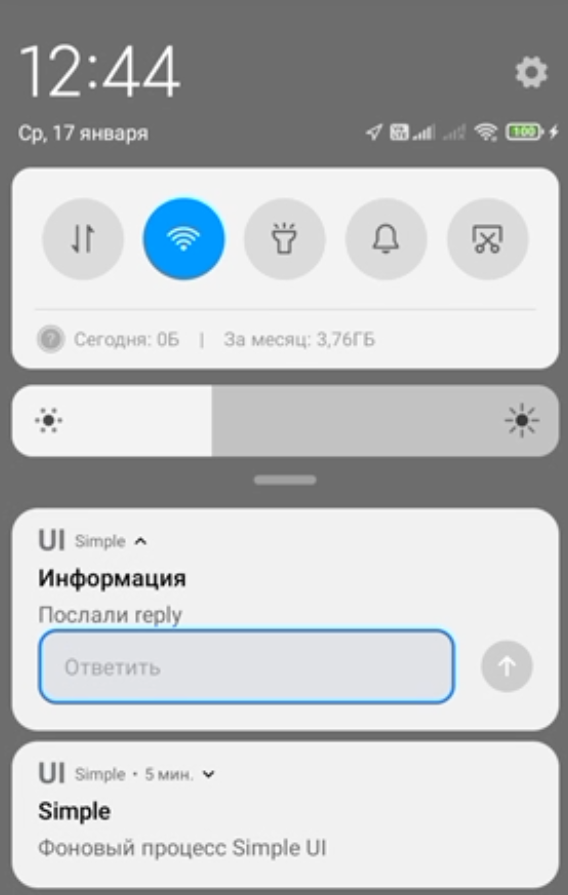 12:44
Ср, 17 января
100
Сегодня: 0Б | За месяц: 3,76ГБ
UI Simple
Информация
Послали reply
Ответить
UI Simple • 5 мин.
Simple
Фоновый процесс Simple UI